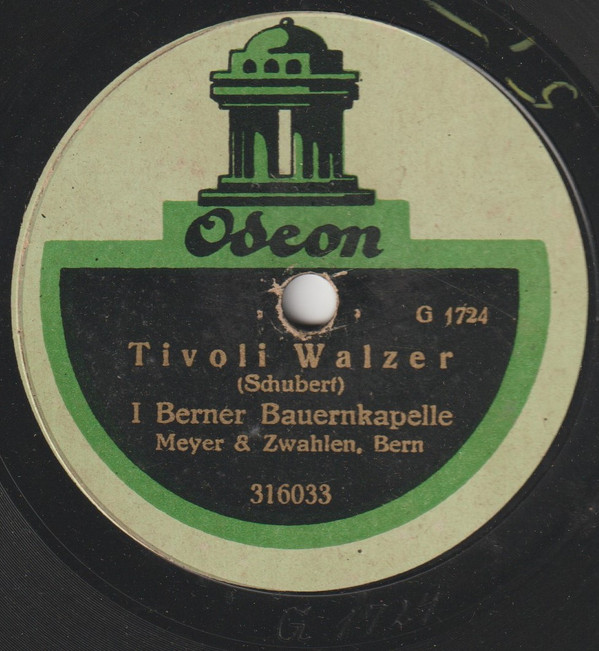 Odeon
G 1724
Tivoli Walzer
(Schubert)
I Berner Bauernkapelle
Meyer & Zwahlen, Bern
316033
G 1724